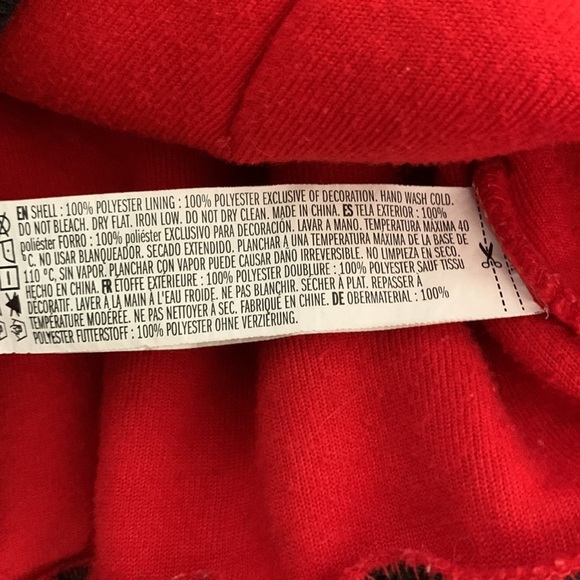 EN SHELL : 100% POLYESTER LINING : 100% POLYESTER EXCLUSIVE OF DECORATION. HAND WASH COLD.
DO NOT BLEACH. DRY FLAT. IRON LOW. DO NOT DRY CLEAN. MADE IN CHINA. ES TELA EXTERIOR : 100%
poliéster FORRO : 100% poliéster EXCLUSIVO PARA DECORACIÓN. LAVAR A MANO. TEMPERATURA MÁXIMA 40
°C. NO USAR BLANQUEADOR. SECADO EXTENDIDO. PLANCHAR A UNA TEMPERATURA MÁXIMA DE LA BASE DE
110 °C, SIN VAPOR. PLANCHAR CON VAPOR PUEDE CAUSAR DAÑO IRREVERSIBLE. NO LIMPIEZA EN SECO.
HECHO EN CHINA. FR ÉTOFFE EXTÉRIEURE : 100% POLYESTER DOUBLURE : 100% POLYESTER SAUF TISSU
DÉCORATIF. LAVER À LA MAIN À L'EAU FROIDE. NE PAS BLANCHIR. SÉCHER À PLAT. REPASSER À
TEMPÉRATURE MODÉRÉE. NE PAS NETTOYER À SEC. FABRIQUÉ EN CHINE. DE OBERMATERIAL : 100%
POLYESTER FUTTERSTOFF : 100% POLYESTER OHNE VERZIERUNG.